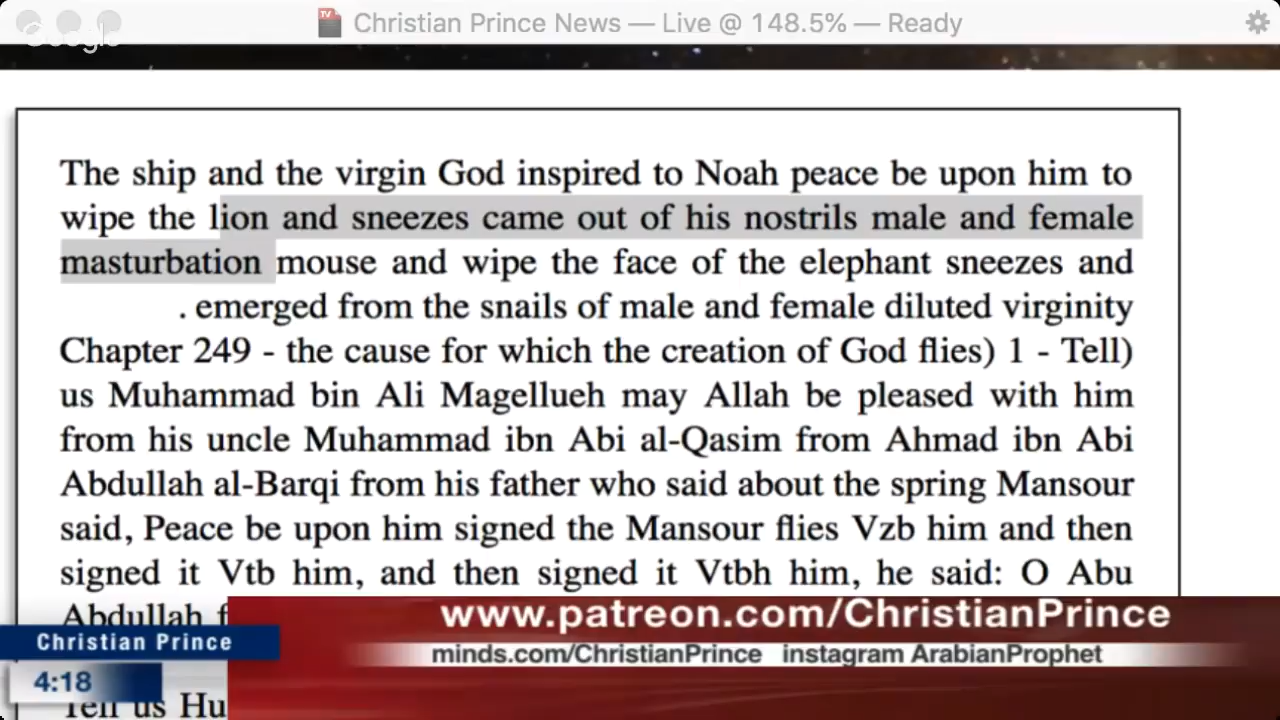 Christian Prince News — Live @ 148.5% — Ready
Google
The ship and the virgin God inspired to Noah peace be upon him to
wipe the lion and sneezes came out of his nostrils male and female
masturbation mouse and wipe the face of the elephant sneezes and
. emerged from the snails of male and female diluted virginity
Chapter 249 - the cause for which the creation of God flies) 1 - Tell)
us Muhammad bin Ali Magellueh may Allah be pleased with him
from his uncle Muhammad ibn Abi al-Qasim from Ahmad ibn Abi
Abdullah al-Barqi from his father who said about the spring Mansour
said, Peace be upon him signed the Mansour flies Vzb him and then
signed it Vtb him, and then signed it Vtbh him, he said: O Abu
Abdullah f
www.patreon.com/ChristianPrince
Christian Prince
minds.com/ChristianPrince instagram ArabianProphet
4:18
Tell us Hu